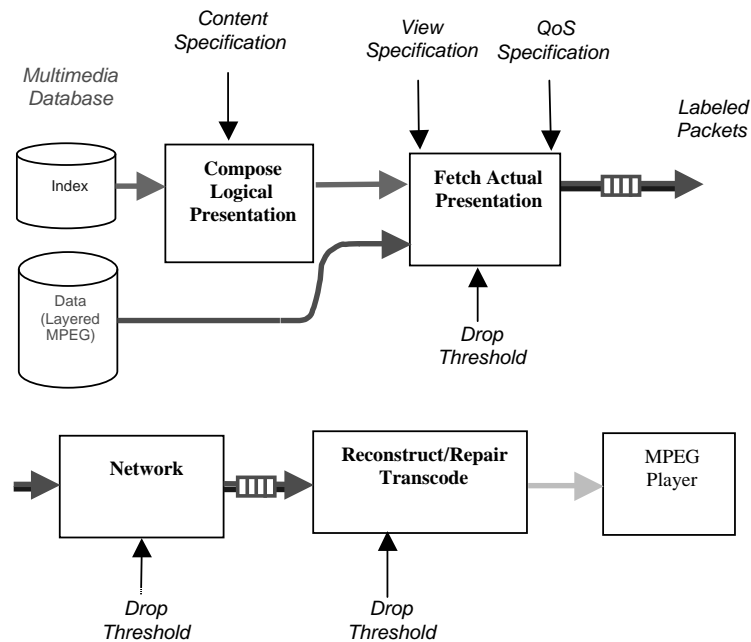 Content
Specification
View
Specification
QoS
Specification
Multimedia
Database
Labeled
Packets
Index
Compose
Logical
Presentation
Fetch Actual
Presentation
Data
(Layered
MPEG)
Drop
Threshold
Network
Reconstruct/Repair
Transcode
MPEG
Player
Drop
Threshold
Drop
Threshold